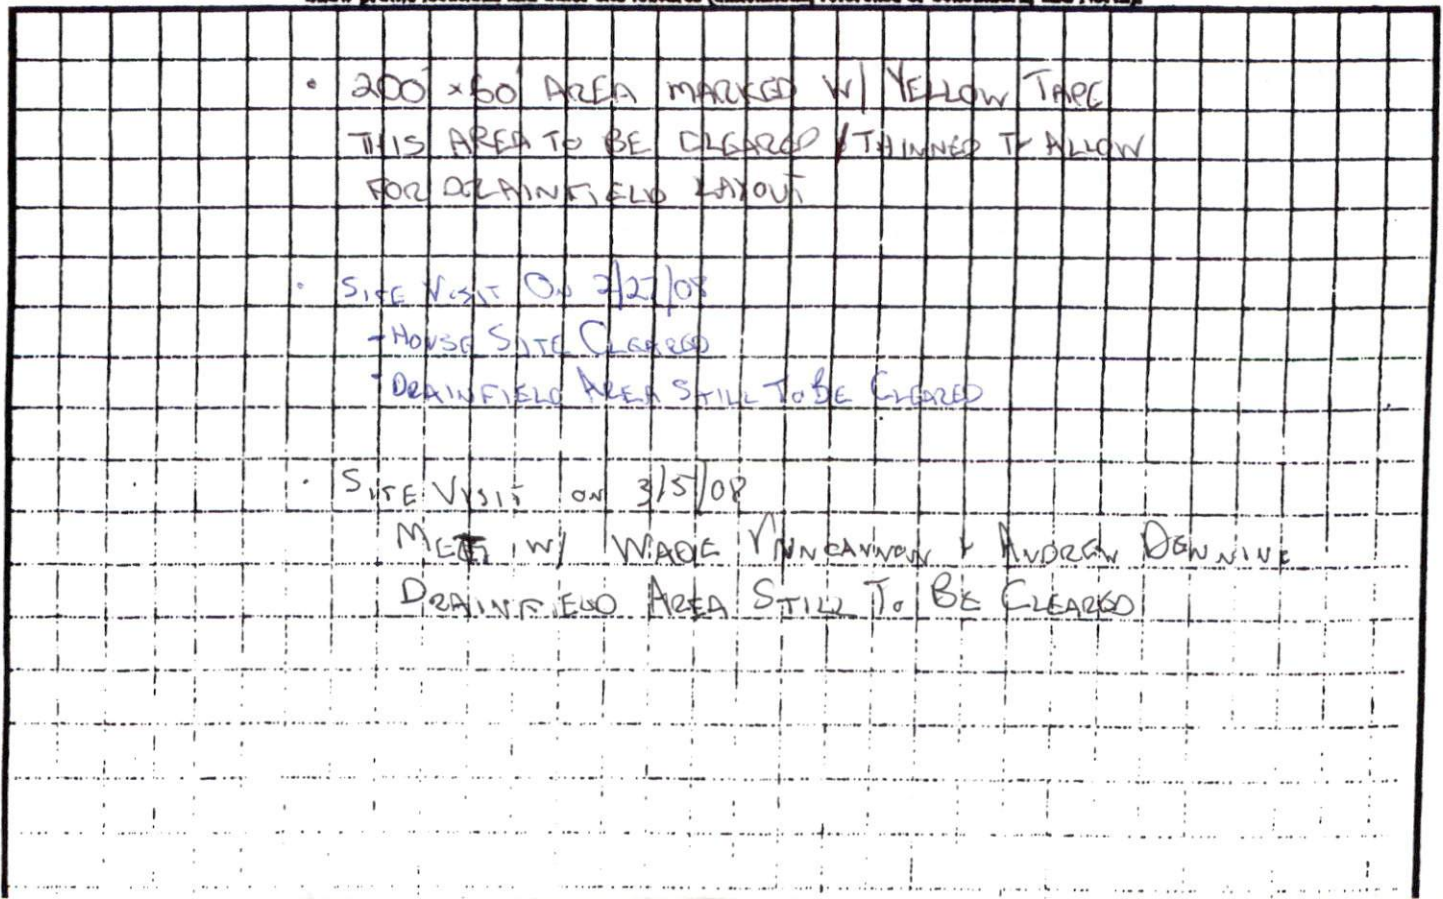 • 200' x 60' AREA MARKED W/ YELLOW TAPE
THIS AREA TO BE CLEARED / THINNED TO ALLOW
FOR DRAINFIELD LAYOUT
• SITE VISIT ON 2/27/08
- HOUSE SITE CLEARED
- DRAINFIELD AREA STILL TO BE CLEARED
• SITE VISIT ON 3/5/08
MEET W/ WADE & ANDREW
DRAINFIELD AREA STILL TO BE CLEARED